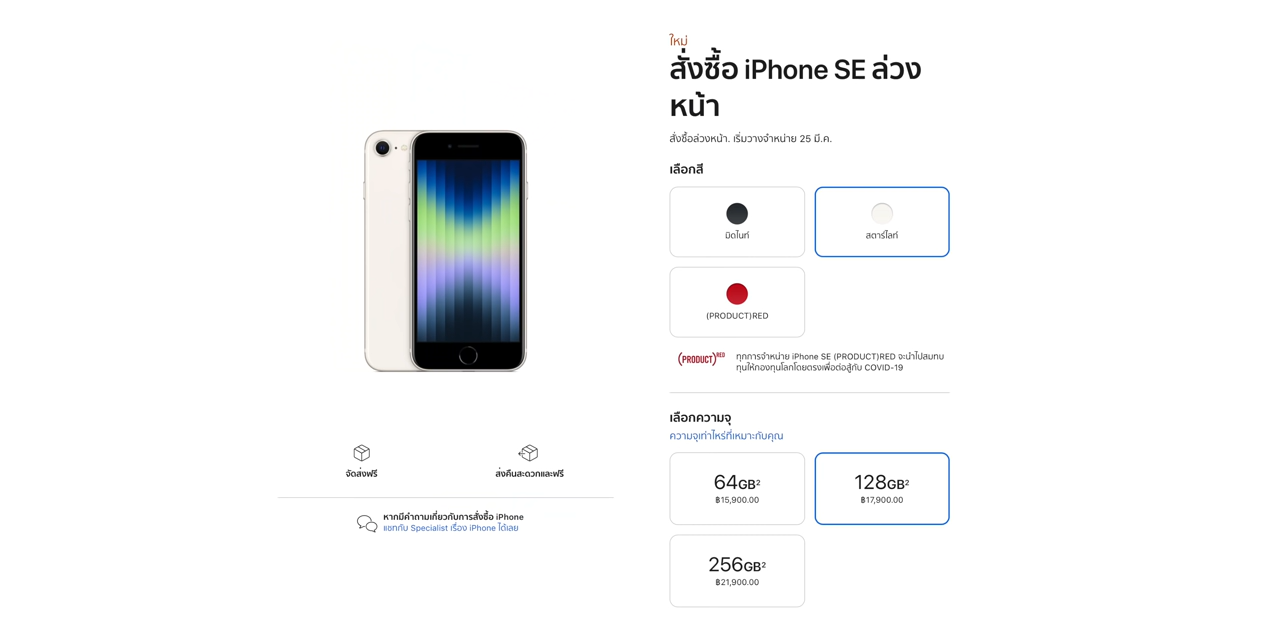 ใหม่
สั่งซื้อ iPhone SE ล่วง
หน้า
สั่งซื้อล่วงหน้า. เริ่มวางจำหน่าย 25 มี.ค.
เลือกสี
มิดไนท์
สตาร์ไลท์
(PRODUCT)RED
(PRODUCT)RED
ทุกการจำหน่าย iPhone SE (PRODUCT)RED จะนำไปสมทบ
ทุนให้กองทุนโลกโดยตรงเพื่อต่อสู้กับ COVID-19
เลือกความจุ
ความจุเท่าไหร่ที่เหมาะกับคุณ
64GB²
฿15,900.00
128GB²
฿17,900.00
256GB²
฿21,900.00
จัดส่งฟรี
ส่งคืนสะดวกและฟรี
หากมีคำถามเกี่ยวกับการสั่งซื้อ iPhone
แชทกับ Specialist เรื่อง iPhone ได้เลย